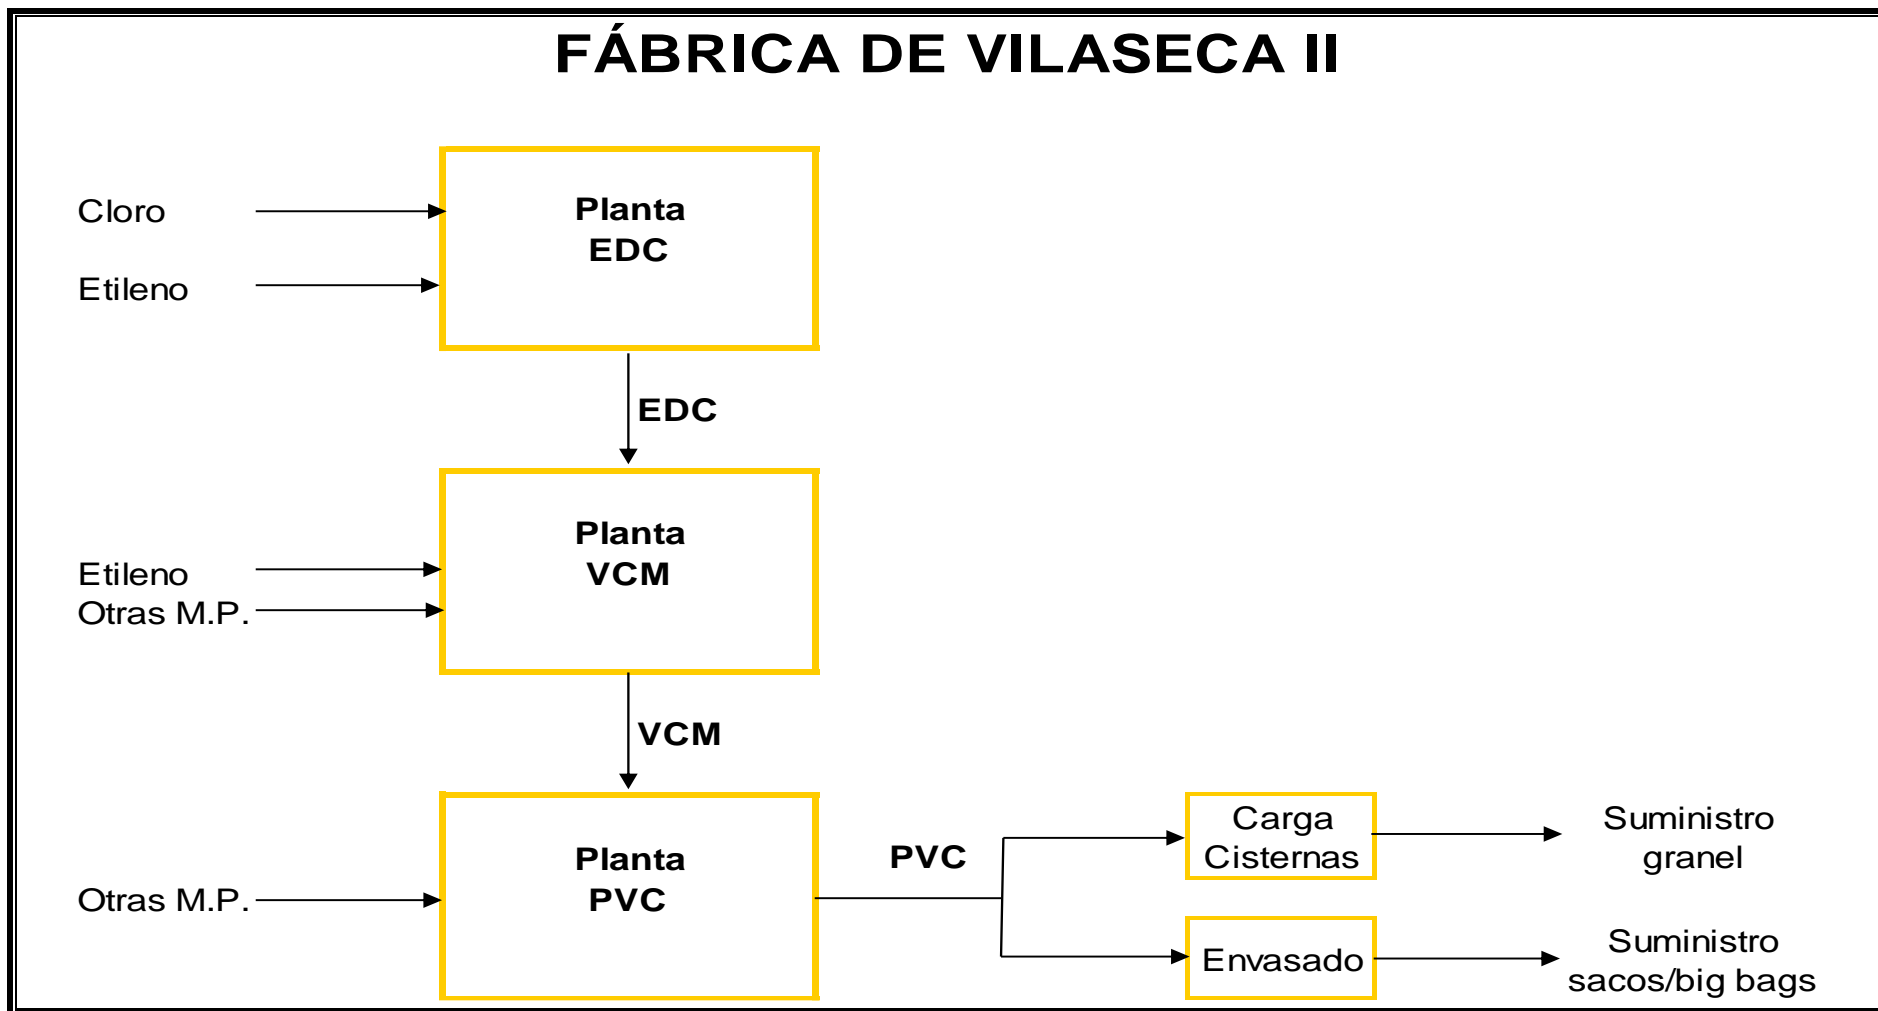 FÁBRICA DE VILASECA II
Cloro
Etileno
Planta
EDC
EDC
Etileno
Otras M.P.
Planta
VCM
VCM
Otras M.P.
Planta
PVC
PVC
Carga
Cisternas
Suministro
granel
Envasado
Suministro
sacos/big bags